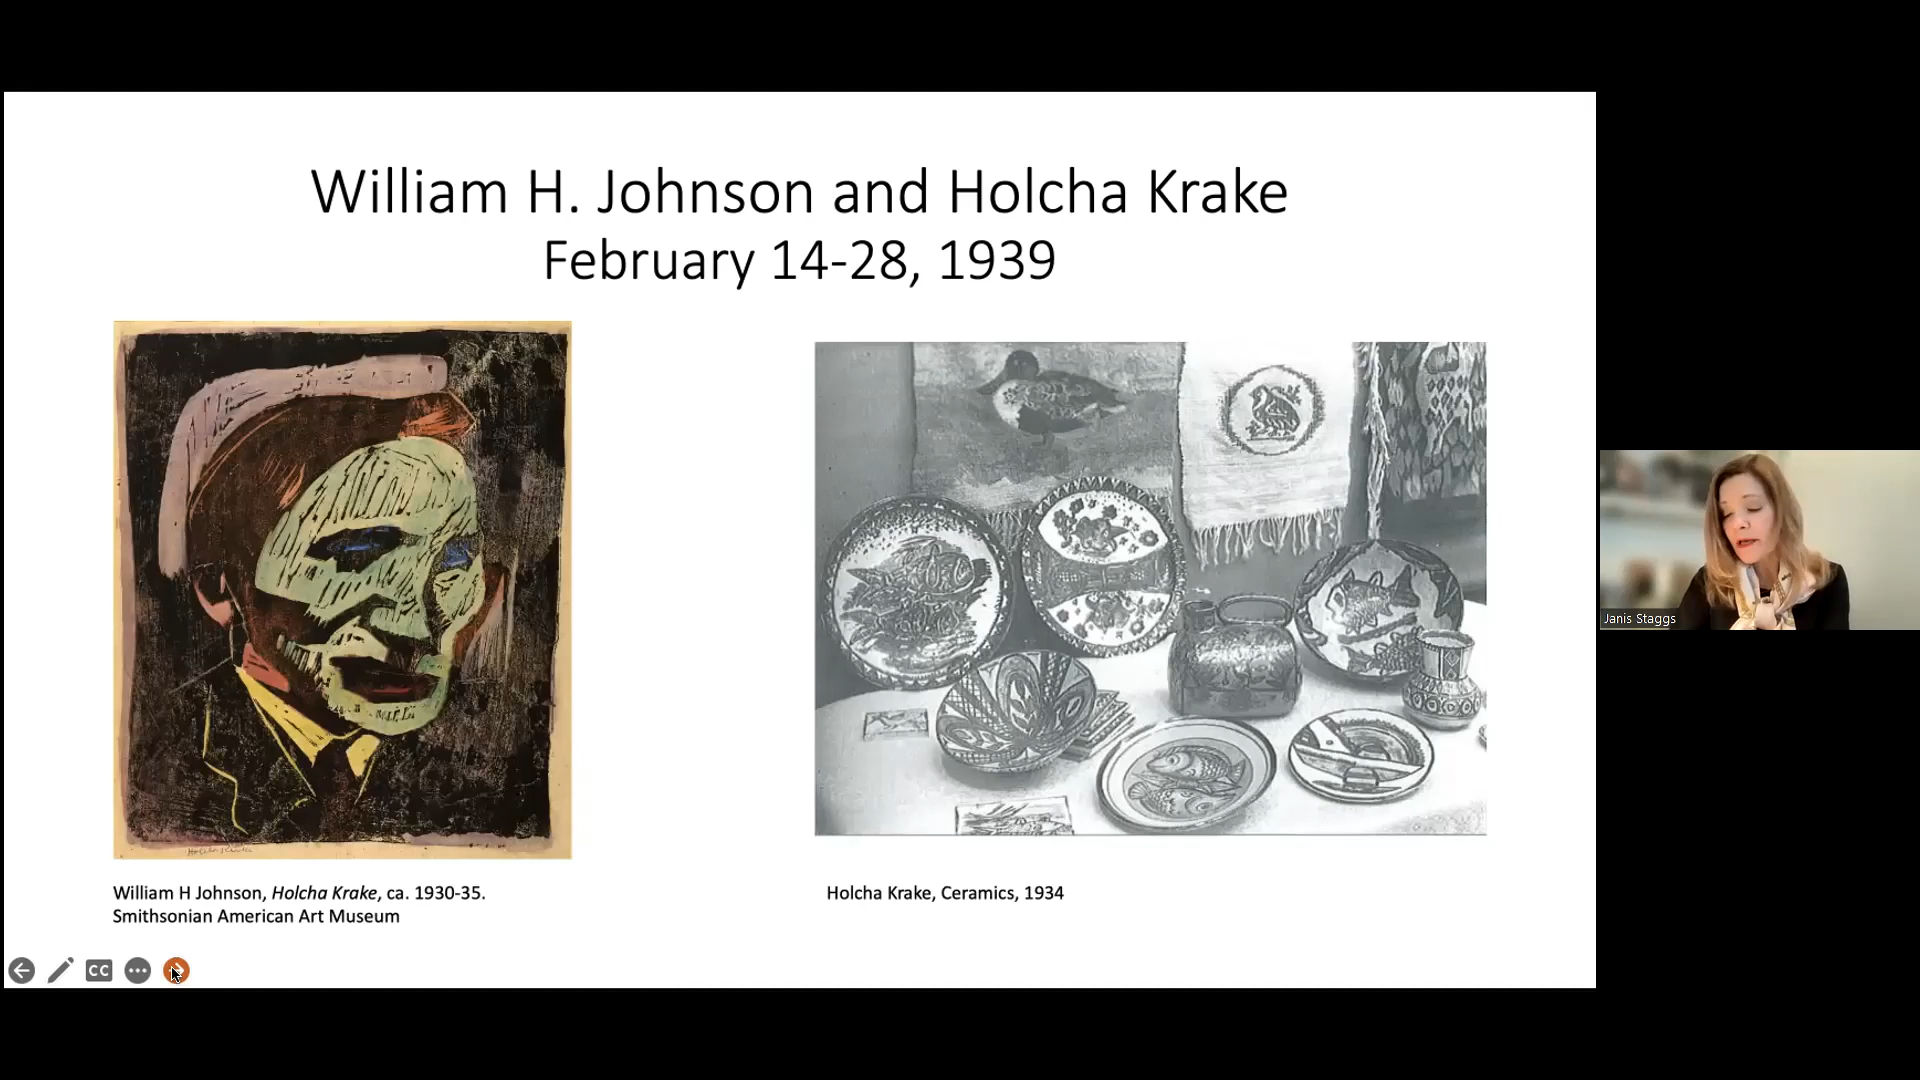 William H. Johnson and Holcha Krake
February 14-28, 1939
William H Johnson, Holcha Krake, ca. 1930-35.
Smithsonian American Art Museum
Holcha Krake, Ceramics, 1934
CC
Janis Staggs